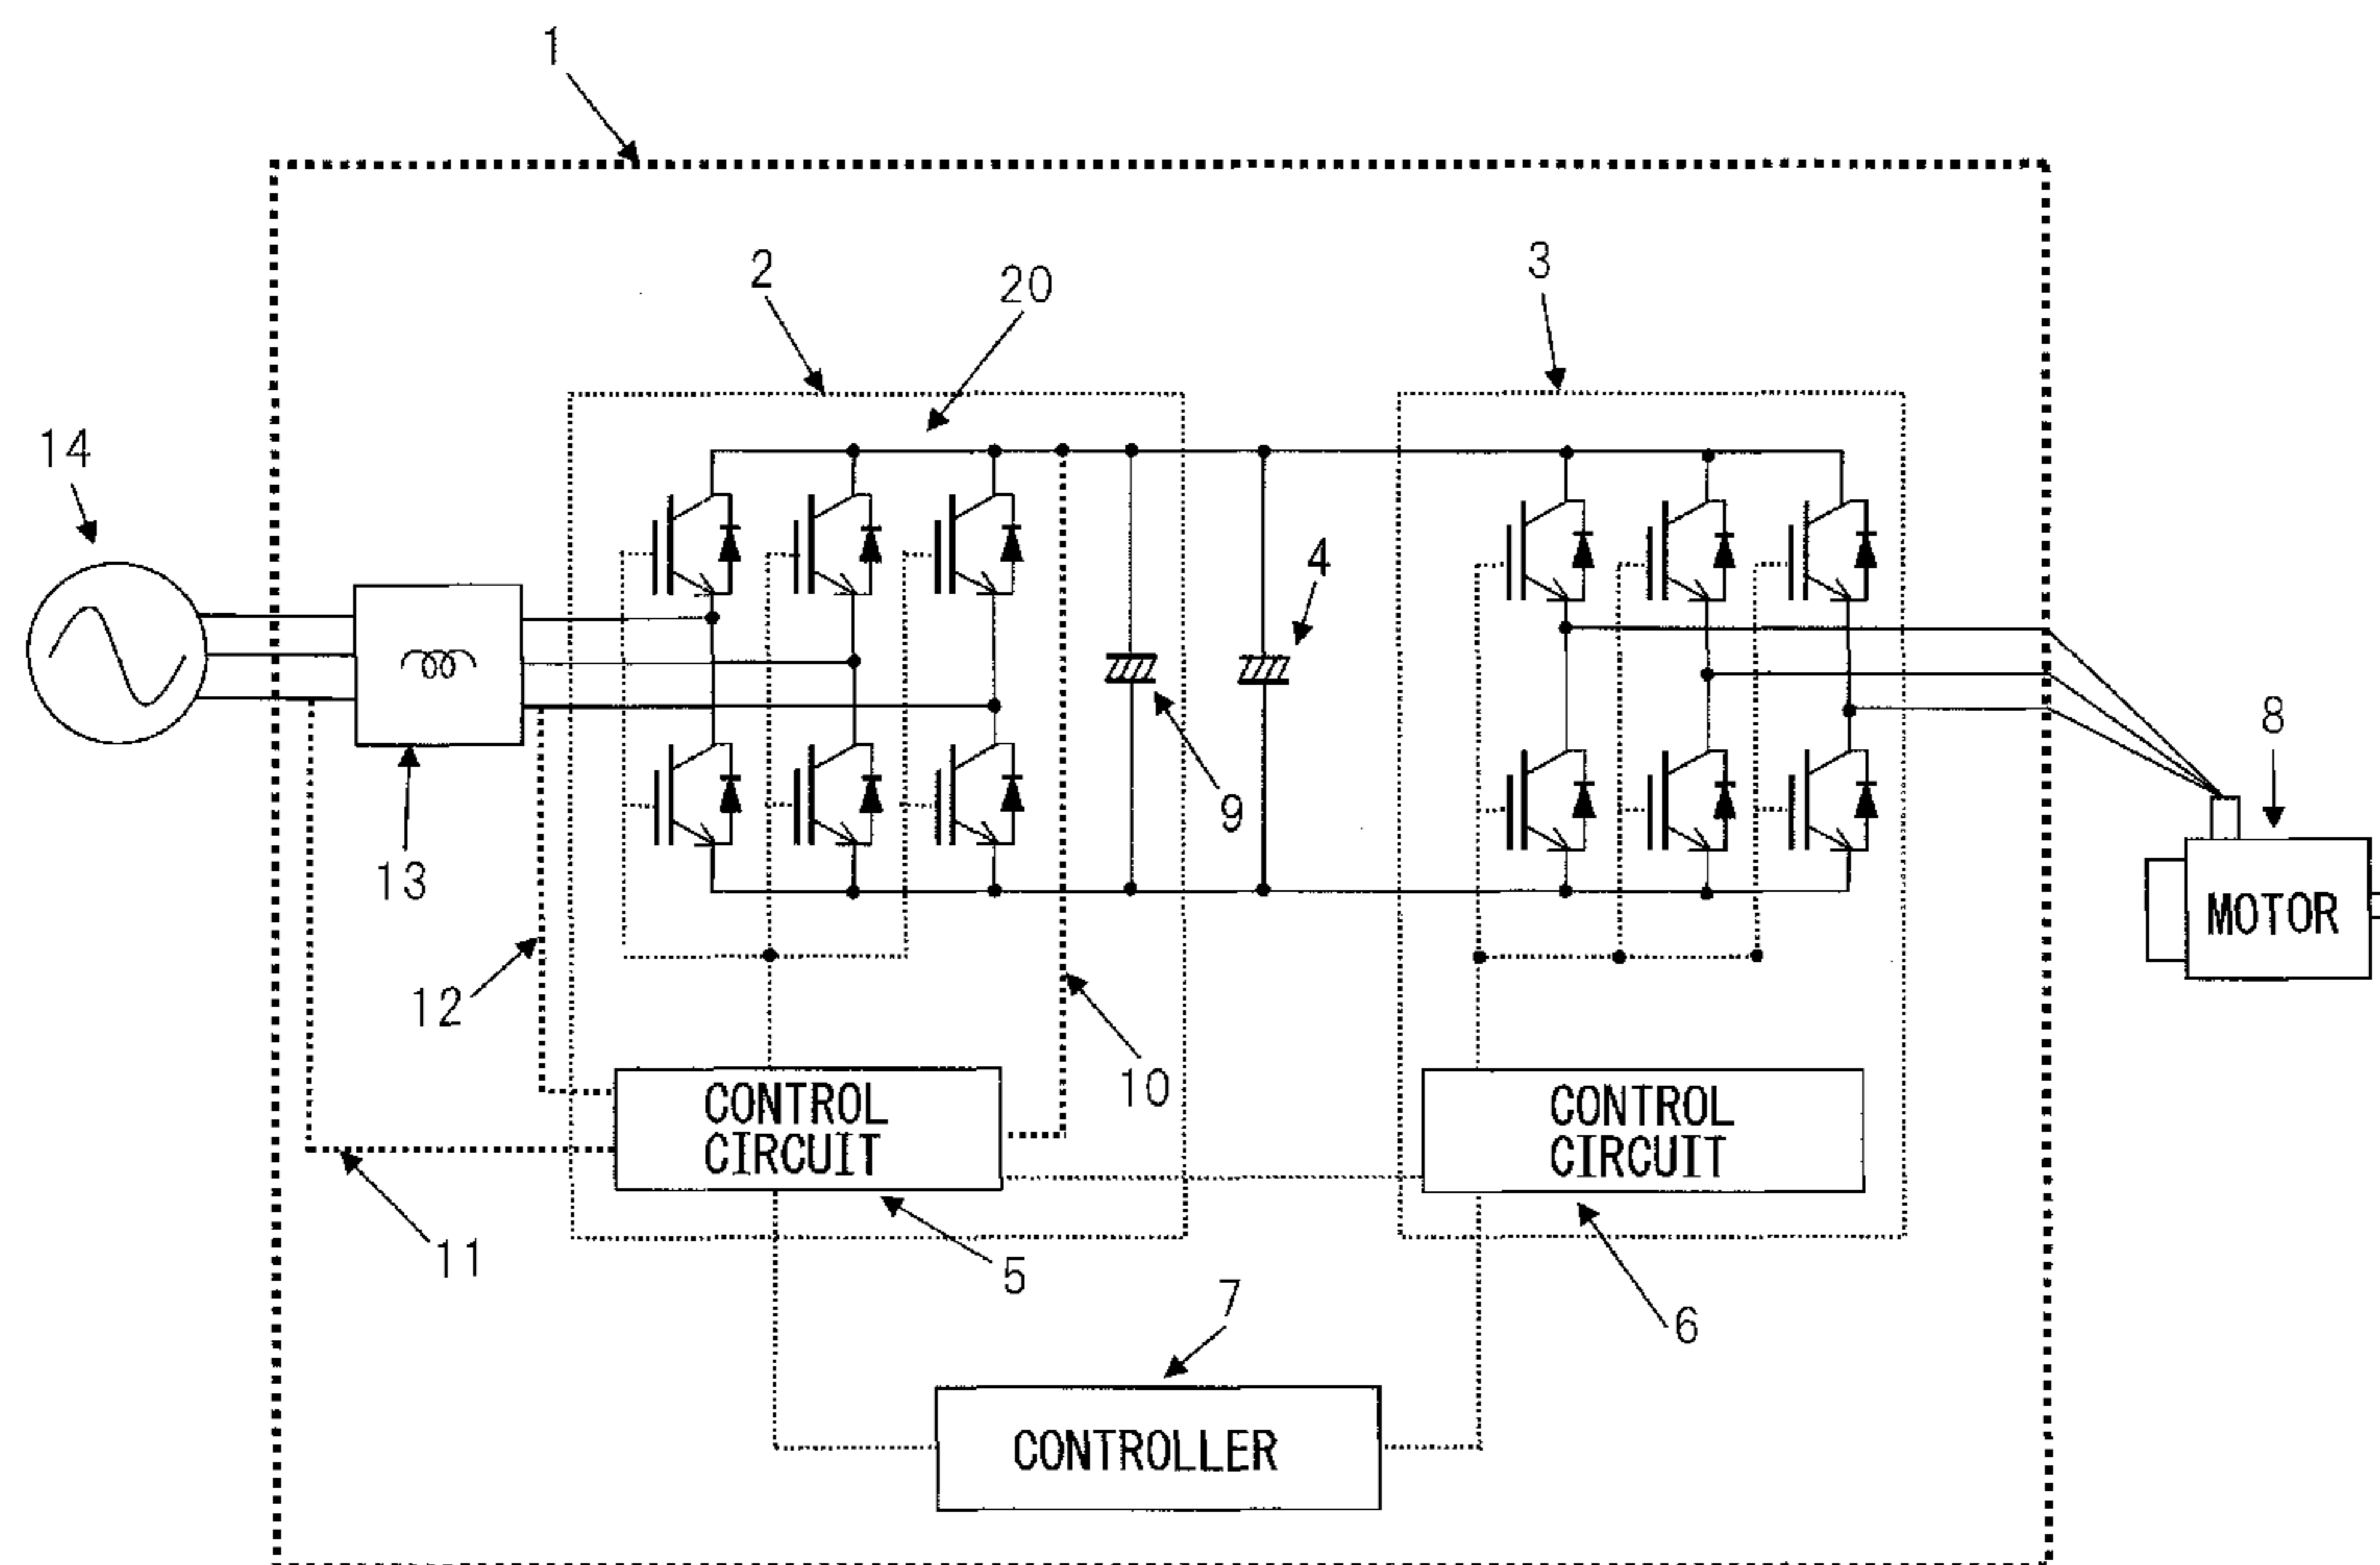 1
2
20
3
14
4
8
9
13
MOTOR
12
10
CONTROL
CIRCUIT
CONTROL
CIRCUIT
11
5
7
6
CONTROLLER